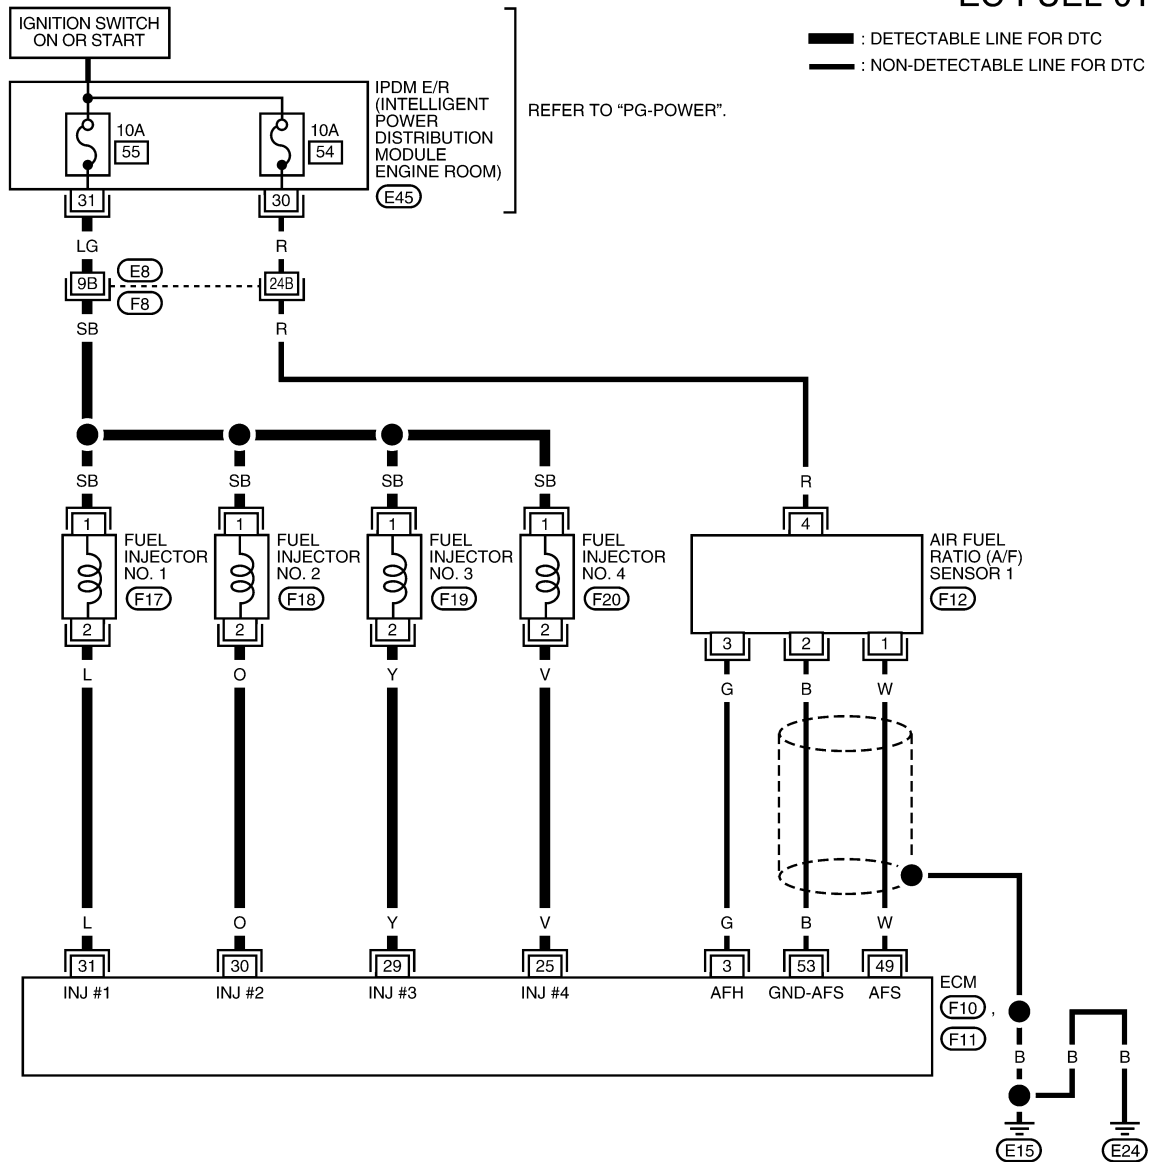 IGNITION SWITCH
ON OR START
: DETECTABLE LINE FOR DTC
: NON-DETECTABLE LINE FOR DTC
IPDM E/R
(INTELLIGENT
POWER
DISTRIBUTION
MODULE
ENGINE ROOM)
E45
REFER TO “PG-POWER”.
10A
55
10A
54
31
30
LG
R
9B
E8
F8
24B
SB
R
SB
SB
SB
SB
R
1
1
1
1
4
FUEL
INJECTOR
NO. 1
F17
FUEL
INJECTOR
NO. 2
F18
FUEL
INJECTOR
NO. 3
F19
FUEL
INJECTOR
NO. 4
F20
AIR FUEL
RATIO (A/F)
SENSOR 1
F12
2
2
2
2
3
2
1
L
O
Y
V
G
B
W
L
O
Y
V
G
B
W
31
30
29
25
3
53
49
INJ #1
INJ #2
INJ #3
INJ #4
AFH
GND-AFS
AFS
ECM
F10 ,
F11
B
B
B
E15
E24